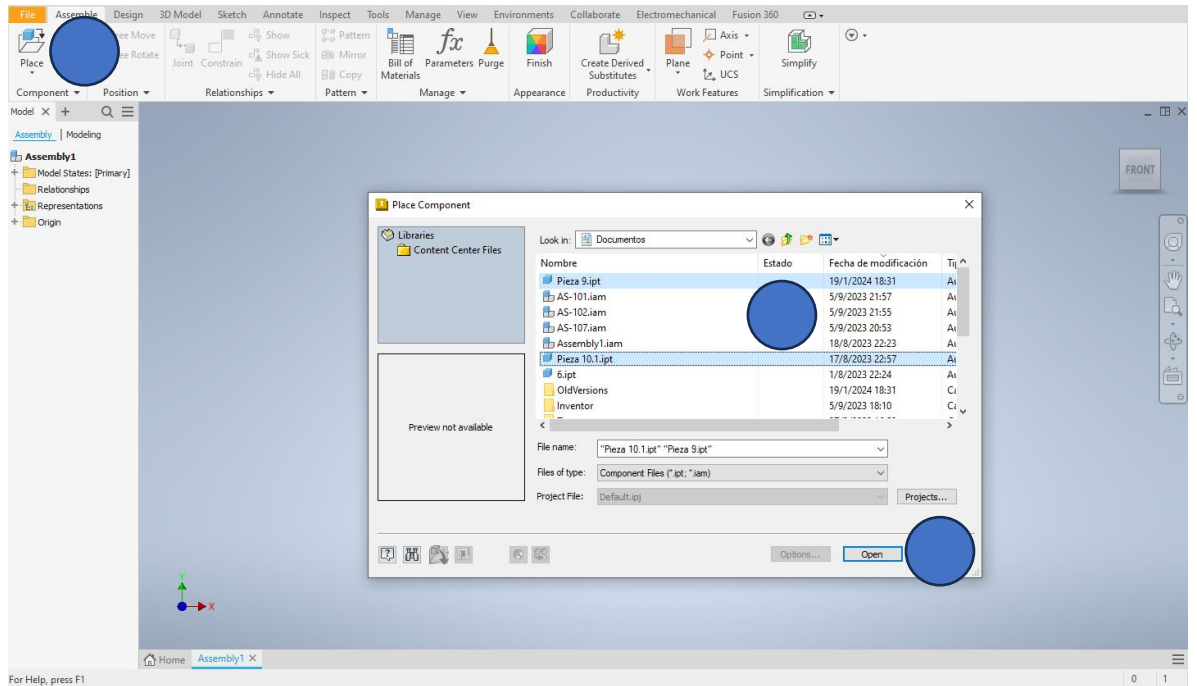 File Assemble Design 3D Model Sketch Annotate Inspect Tools Manage View Environments Collaborate Electromechanical Fusion 360
Move Show Pattern Axis
Rotate Show Sick Mirror Point
Place Joint Constrain Hide All Copy Bill of Materials Parameters Purge Finish Create Derived Substitutes Plane UCS Simplify
Component Position Relationships Pattern Manage Appearance Productivity Work Features Simplification
Model
Assembly | Modeling
Assembly1
Model States: [Primary]
Relationships
Representations
Origin
FRONT
Place Component
Libraries
Content Center Files
Look in: Documentos
Nombre Estado Fecha de modificación
Pieza 9.ipt 19/1/2024 18:31
AS-101.iam 5/9/2023 21:57
AS-102.iam 5/9/2023 21:55
AS-107.iam 5/9/2023 20:53
Assembly1.iam 18/8/2023 22:23
Pieza 10.1.ipt 17/8/2023 22:57
6.ipt 1/8/2023 22:24
OldVersions 19/1/2024 18:31
Inventor 5/9/2023 18:10
Preview not available
File name: "Pieza 10.1.ipt" "Pieza 9.ipt"
Files of type: Component Files (*.ipt; *.iam)
Project File: Default.ipj Projects...
Options... Open
Y
X
Home Assembly1
For Help, press F1 0 1